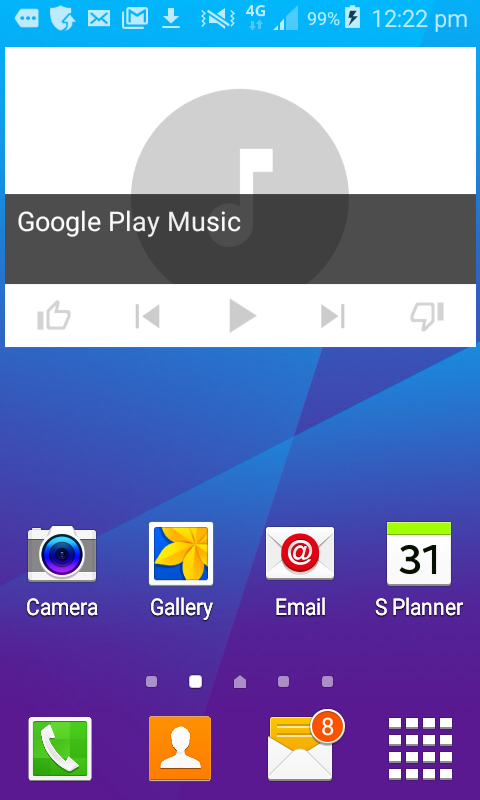 4G 99% 12:22 pm
Google Play Music
@ 31
Camera Gallery Email S Planner
8